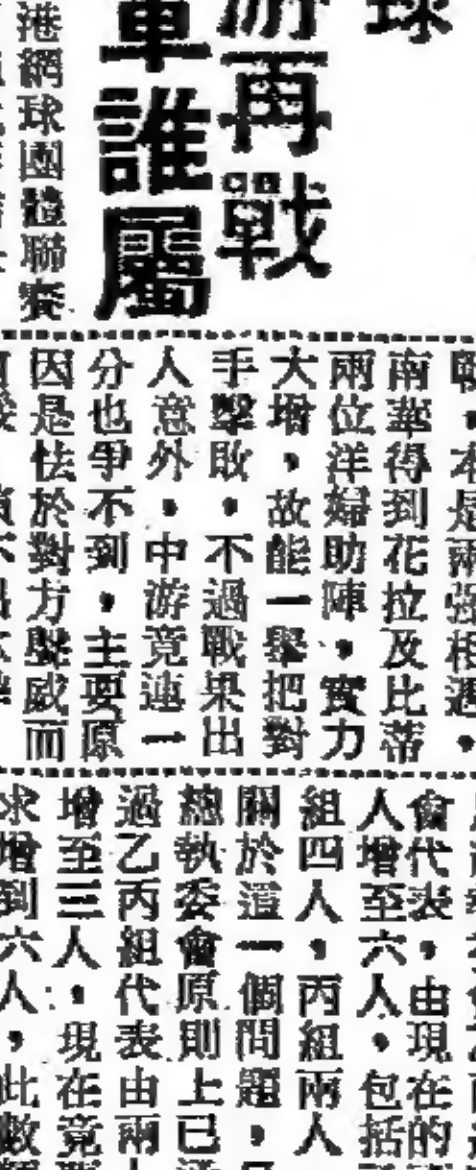 球
游再戰
軍誰屬
港網球團體聯賽
本是兩強相遇。
南華得到花拉及比蒂
兩位洋婦助陣，實力
大增，故能一舉把對
手擊敗。不過戰果出
人意外。中游竟連一
分也爭不到，主要原
因是怯於對方聲威而
會代表，由現在的
人增至六人。包括
組四人，丙組兩人
關於這一個問題，
總執委會原則上已
過乙丙組代表由兩
增至三人，現在竟
求增到六人，此數